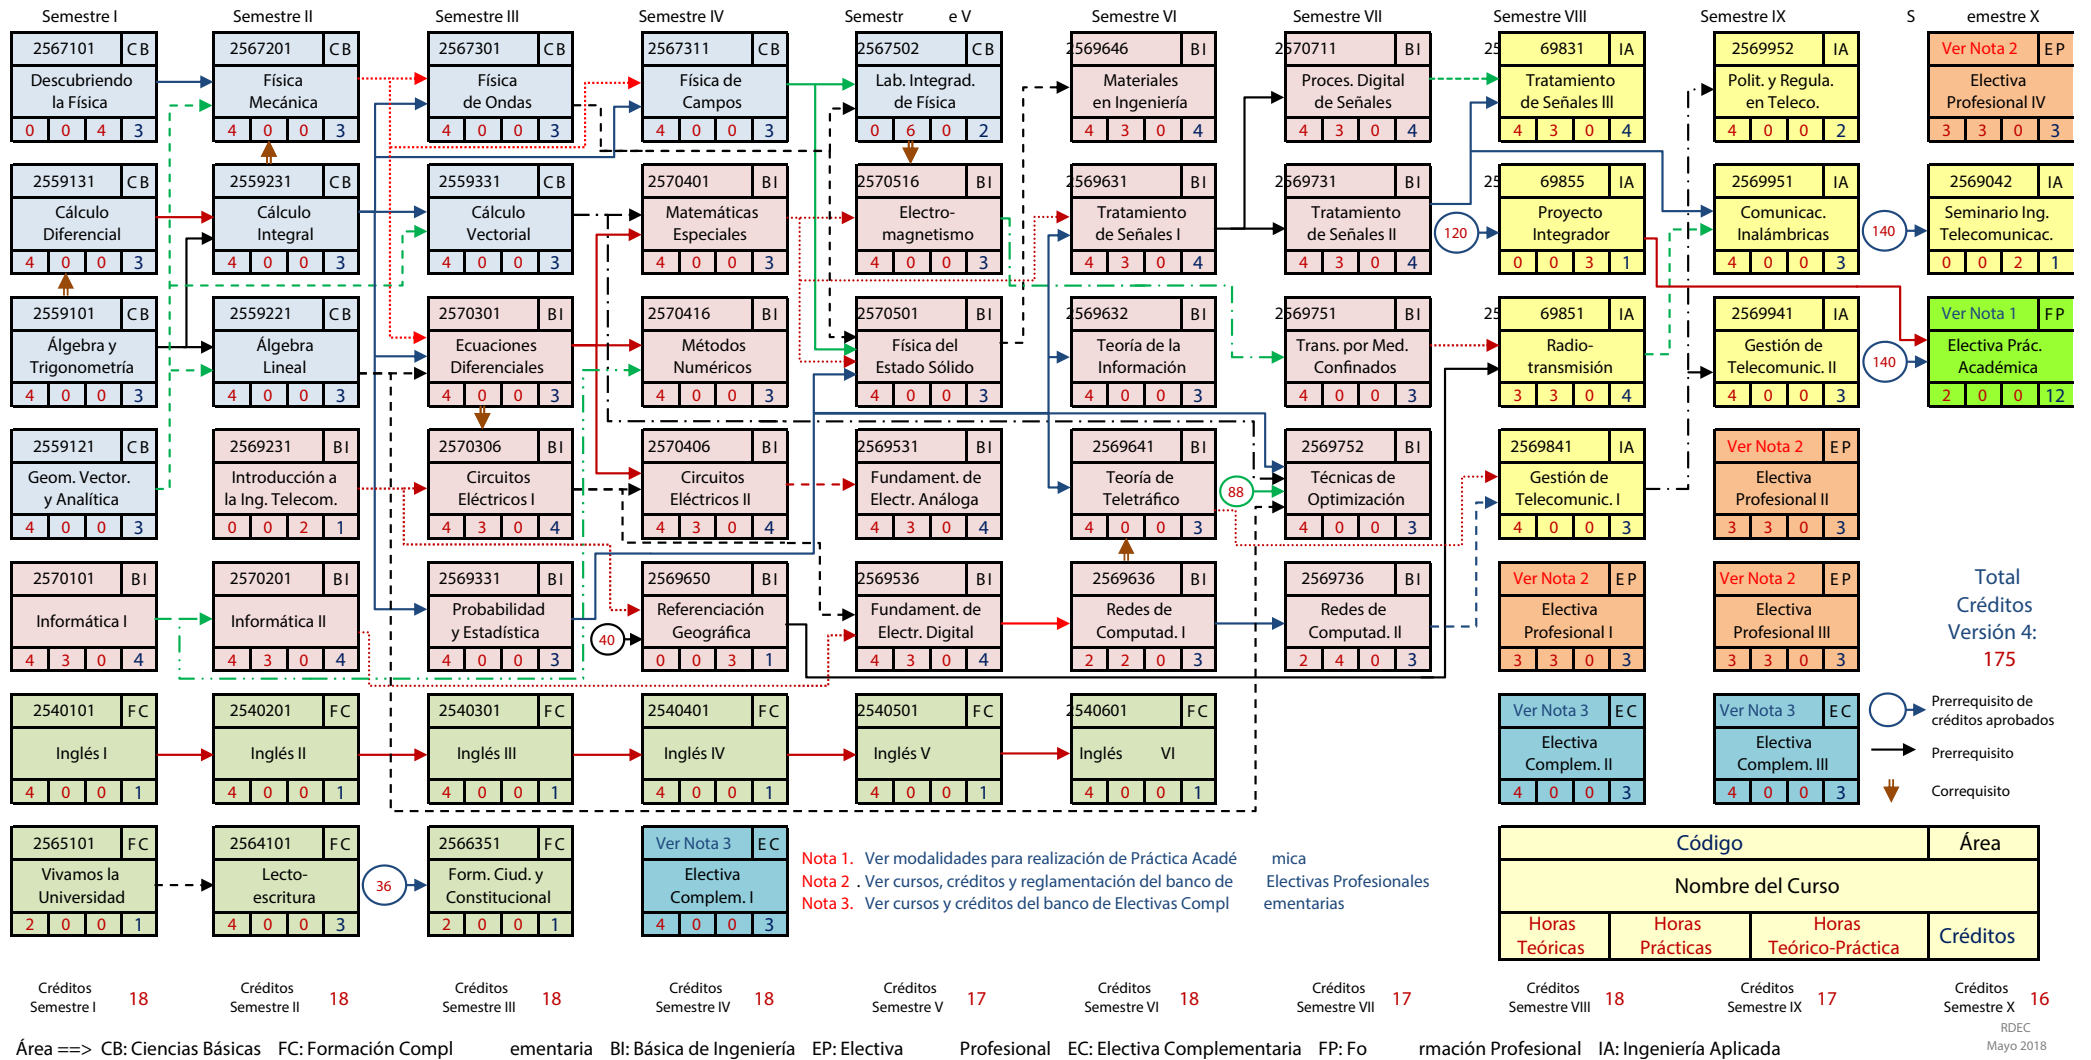 Semestre I
Semestre II
Semestre III
Semestre IV
Semestr e V
Semestre VI
Semestre VII
Semestre VIII
Semestre IX
S emestre X
2567101 CB
Descubriendo
la Física
0 0 4 3
2567201 CB
Física
Mecánica
4 0 0 3
2567301 CB
Física
de Ondas
4 0 0 3
2567311 CB
Física de
Campos
4 0 0 3
2567502 CB
Lab. Integrad.
de Física
0 6 0 2
2569646 BI
Materiales
en Ingeniería
4 3 0 4
2570711 BI
Proces. Digital
de Señales
4 3 0 4
25 69831 IA
Tratamiento
de Señales III
4 3 0 4
2569952 IA
Polit. y Regula.
en Teleco.
4 0 0 2
Ver Nota 2 EP
Electiva
Profesional IV
3 3 0 3
2559131 CB
Cálculo
Diferencial
4 0 0 3
2559231 CB
Cálculo
Integral
4 0 0 3
2559331 CB
Cálculo
Vectorial
4 0 0 3
2570401 BI
Matemáticas
Especiales
4 0 0 3
2570516 BI
Electro-
magnetismo
4 0 0 3
2569631 BI
Tratamiento
de Señales I
4 3 0 4
2569731 BI
Tratamiento
de Señales II
4 3 0 4
120
25 69855 IA
Proyecto
Integrador
0 0 3 1
2569951 IA
Comunicac.
Inalámbricas
4 0 0 3
140
2569042 IA
Seminario Ing.
Telecomunicac.
0 0 2 1
2559101 CB
Álgebra y
Trigonometría
4 0 0 3
2559221 CB
Álgebra
Lineal
4 0 0 3
2570301 BI
Ecuaciones
Diferenciales
4 0 0 3
2570416 BI
Métodos
Numéricos
4 0 0 3
2570501 BI
Física del
Estado Sólido
4 0 0 3
2569632 BI
Teoría de la
Información
4 0 0 3
2569751 BI
Trans. por Med.
Confinados
4 0 0 3
25 69851 IA
Radio-
transmisión
3 3 0 4
2569941 IA
Gestión de
Telecomunic. II
4 0 0 3
140
Ver Nota 1 FP
Electiva Prác.
Académica
2 0 0 12
2559121 CB
Geom. Vector.
y Analítica
4 0 0 3
2569231 BI
Introducción a
la Ing. Telecom.
0 0 2 1
2570306 BI
Circuitos
Eléctricos I
4 3 0 4
2570406 BI
Circuitos
Eléctricos II
4 3 0 4
2569531 BI
Fundament. de
Electr. Análoga
4 3 0 4
2569641 BI
Teoría de
Teletráfico
4 0 0 3
88
2569752 BI
Técnicas de
Optimización
4 0 0 3
2569841 IA
Gestión de
Telecomunic. I
4 0 0 3
Ver Nota 2 EP
Electiva
Profesional II
3 3 0 3
2570101 BI
Informática I
4 3 0 4
2570201 BI
Informática II
4 3 0 4
2569331 BI
Probabilidad
y Estadística
4 0 0 3
40
2569650 BI
Referenciación
Geográfica
0 0 3 1
2569536 BI
Fundament. de
Electr. Digital
4 3 0 4
2569636 BI
Redes de
Computad. I
2 2 0 3
2569736 BI
Redes de
Computad. II
2 4 0 3
Ver Nota 2 EP
Electiva
Profesional I
3 3 0 3
Ver Nota 2 EP
Electiva
Profesional III
3 3 0 3
Total
Créditos
Versión 4:
175
2540101 FC
Inglés I
4 0 0 1
2540201 FC
Inglés II
4 0 0 1
2540301 FC
Inglés III
4 0 0 1
2540401 FC
Inglés IV
4 0 0 1
2540501 FC
Inglés V
4 0 0 1
2540601 FC
Inglés VI
4 0 0 1
Ver Nota 3 EC
Electiva
Complem. II
4 0 0 3
Ver Nota 3 EC
Electiva
Complem. III
4 0 0 3
Prerrequisito de
créditos aprobados
Prerrequisito
Correquisito
2565101 FC
Vivamos la
Universidad
2 0 0 1
2564101 FC
Lecto-
escritura
4 0 0 3
36
2566351 FC
Form. Ciud. y
Constitucional
2 0 0 1
Ver Nota 3 EC
Electiva
Complem. I
4 0 0 3
Nota 1. Ver modalidades para realización de Práctica Acadé mica
Nota 2 . Ver cursos, créditos y reglamentación del banco de Electivas Profesionales
Nota 3. Ver cursos y créditos del banco de Electivas Compl ementarias
Código Área
Nombre del Curso
Horas
Teóricas
Horas
Prácticas
Horas
Teórico-Práctica
Créditos
Créditos
Semestre I 18
Créditos
Semestre II 18
Créditos
Semestre III 18
Créditos
Semestre IV 18
Créditos
Semestre V 17
Créditos
Semestre VI 18
Créditos
Semestre VII 17
Créditos
Semestre VIII 18
Créditos
Semestre IX 17
Créditos
Semestre X 16
RDEC
Mayo 2018
Área ==> CB: Ciencias Básicas FC: Formación Compl ementaria BI: Básica de Ingeniería EP: Electiva Profesional EC: Electiva Complementaria FP: Fo rmación Profesional IA: Ingeniería Aplicada